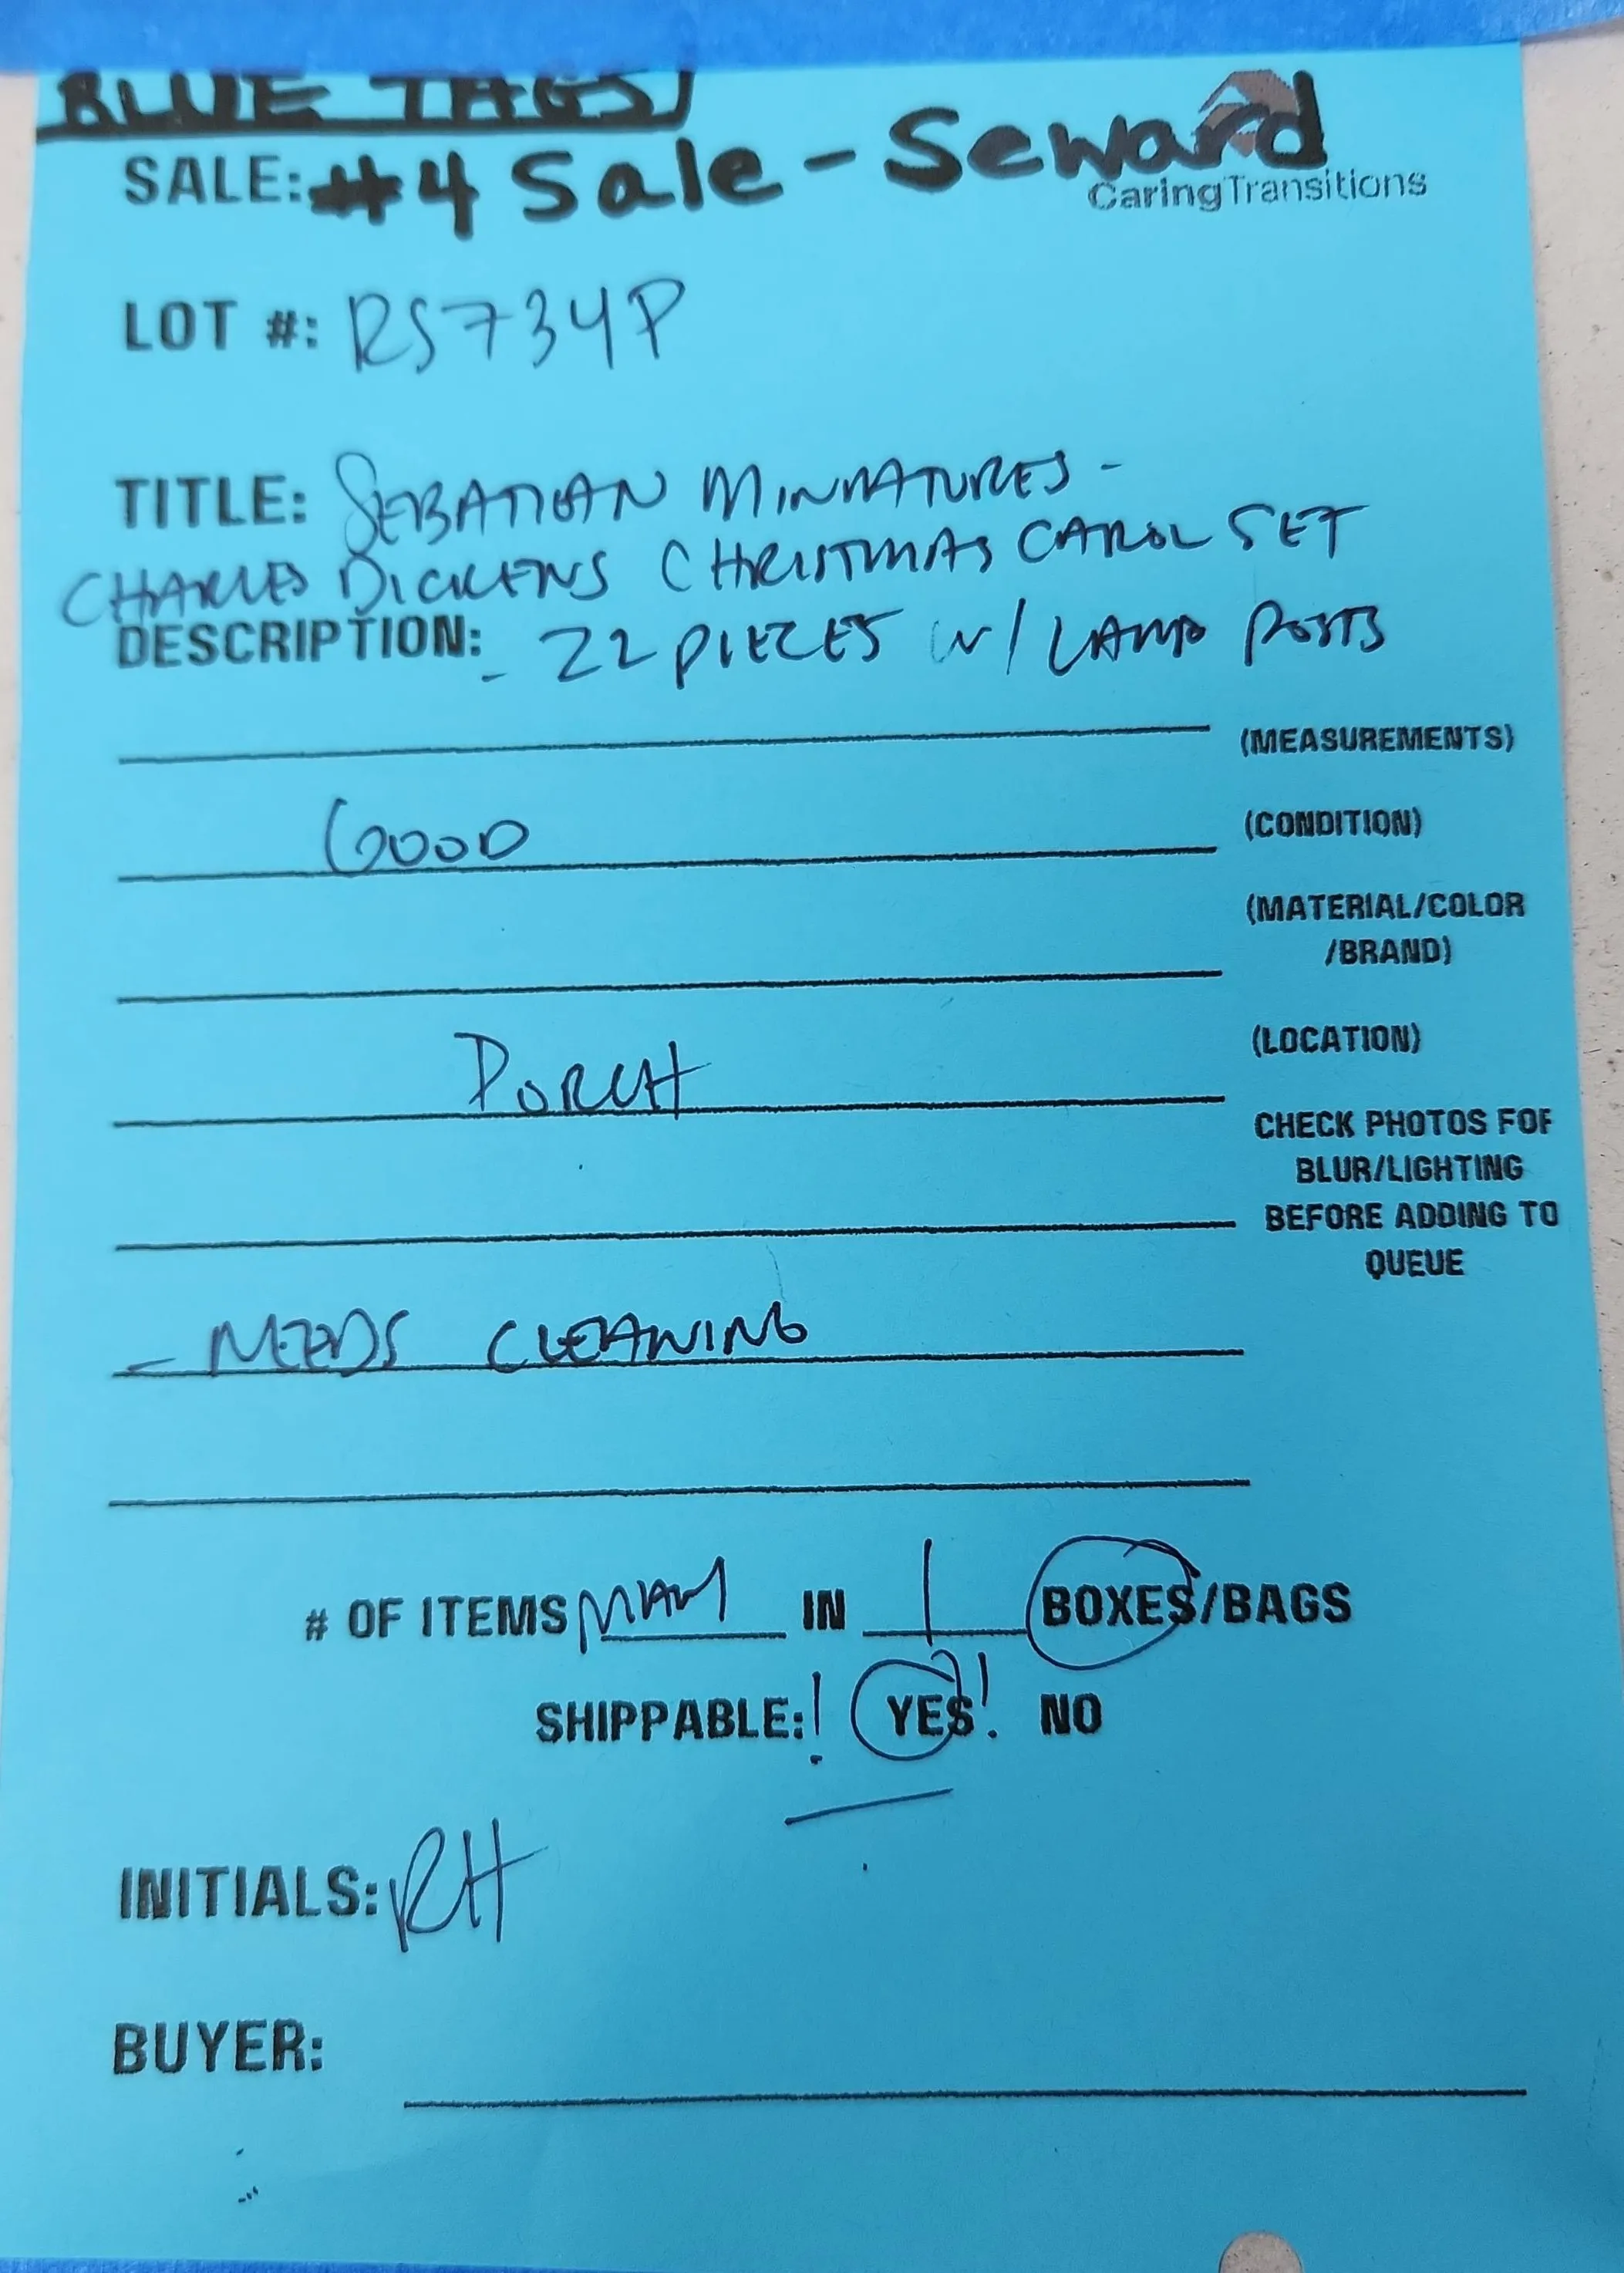 BLUE TAGS
SALE: #4 Sale - Seward
CaringTransitions
LOT #: RS734P
TITLE: SEBATIAN MINIATURES -
CHARLES DICKENS CHRISTMAS CAROL SET
DESCRIPTION: - 22 PIECES W/ LAMP POSTS
(MEASUREMENTS)
GOOD (CONDITION)
(MATERIAL/COLOR
/BRAND)
PORCH (LOCATION)
CHECK PHOTOS FOR
BLUR/LIGHTING
BEFORE ADDING TO
QUEUE
- NEEDS CLEANING
# OF ITEMS MANY IN 1 BOXES/BAGS
SHIPPABLE: ! YES ! NO
INITIALS: RH
BUYER: